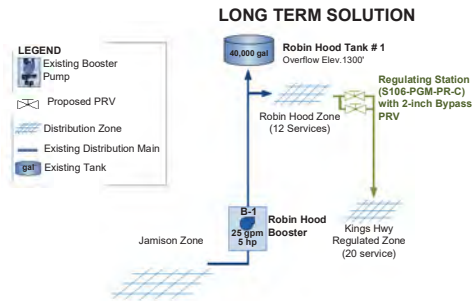 LONG TERM SOLUTION
LEGEND
Existing Booster
Pump
Proposed PRV
Distribution Zone
Existing Distribution Main
gal Existing Tank
40,000 gal
Robin Hood Tank # 1
Overflow Elev.1300'
Regulating Station
(S106-PGM-PR-C)
with 2-inch Bypass
PRV
Robin Hood Zone
(12 Services)
B-1
25 gpm
5 hp
Robin Hood
Booster
Jamison Zone
Kings Hwy
Regulated Zone
(20 service)